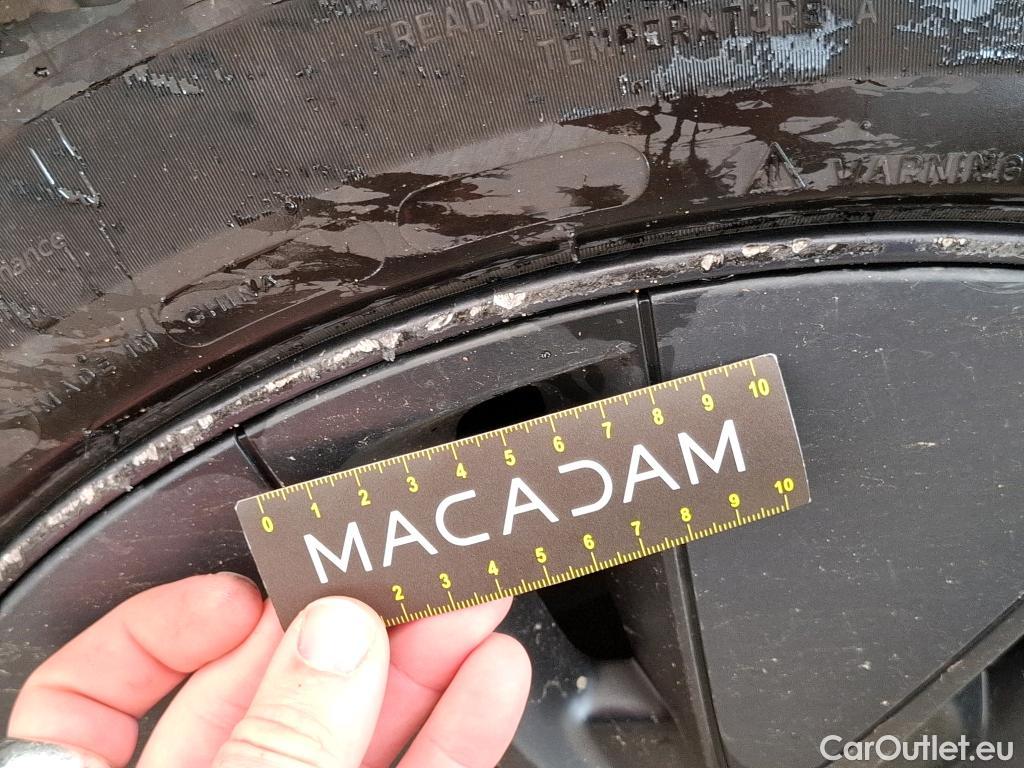 TEMPERATURE A
WARNING
MADE IN CHINA
0 1 2 3 4 5 6 7 8 9 10
MACADAM
2 3 4 5 6 7 8 9 10
CarOutlet.eu